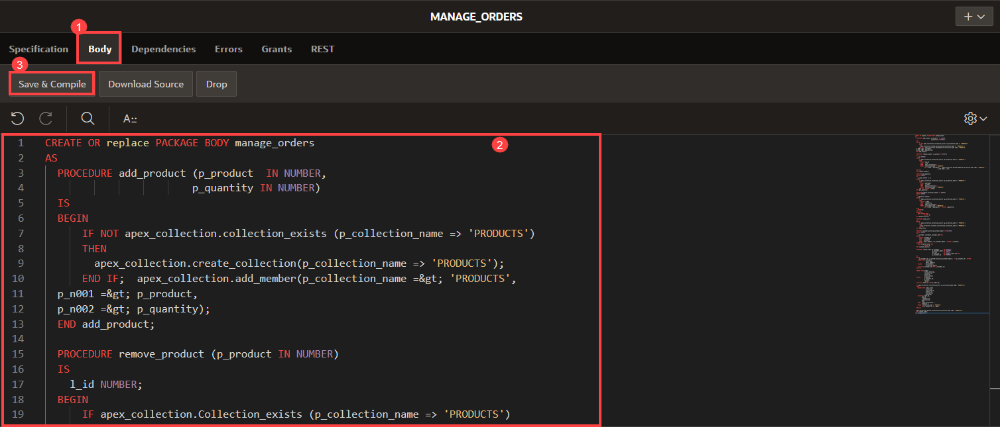 MANAGE_ORDERS
1
Specification Body Dependencies Errors Grants REST
3
Save & Compile Download Source Drop
A::
2
1 CREATE OR replace PACKAGE BODY manage_orders
2 AS
3 PROCEDURE add_product (p_product IN NUMBER,
4 p_quantity IN NUMBER)
5 IS
6 BEGIN
7 IF NOT apex_collection.collection_exists (p_collection_name => 'PRODUCTS')
8 THEN
9 apex_collection.create_collection(p_collection_name => 'PRODUCTS');
10 END IF; apex_collection.add_member(p_collection_name =&gt; 'PRODUCTS',
11 p_n001 =&gt; p_product,
12 p_n002 =&gt; p_quantity);
13 END add_product;
14
15 PROCEDURE remove_product (p_product IN NUMBER)
16 IS
17 l_id NUMBER;
18 BEGIN
19 IF apex_collection.Collection_exists (p_collection_name => 'PRODUCTS')